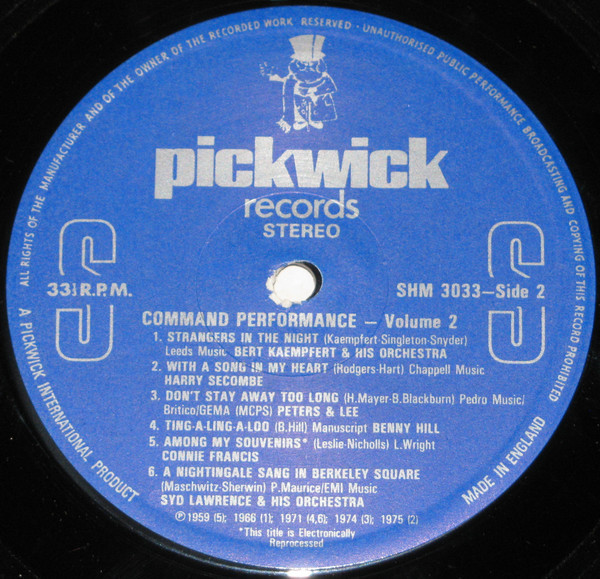 ALL RIGHTS OF THE MANUFACTURER AND OF THE OWNER OF THE RECORDED WORK RESERVED · UNAUTHORISED PUBLIC PERFORMANCE BROADCASTING AND COPYING OF THIS RECORD PROHIBITED
pickwick
records
STEREO
33⅓ R.P.M.
SHM 3033—Side 2
COMMAND PERFORMANCE — Volume 2
1. STRANGERS IN THE NIGHT (Kaempfert-Singleton-Snyder)
Leeds Music BERT KAEMPFERT & HIS ORCHESTRA
2. WITH A SONG IN MY HEART (Rodgers-Hart) Chappell Music
HARRY SECOMBE
3. DON'T STAY AWAY TOO LONG (H.Mayer-B.Blackburn) Pedro Music/
Britico/GEMA (MCPS) PETERS & LEE
4. TING-A-LING-A-LOO (B.Hill) Manuscript BENNY HILL
5. AMONG MY SOUVENIRS* (Leslie-Nicholls) L.Wright
CONNIE FRANCIS
6. A NIGHTINGALE SANG IN BERKELEY SQUARE
(Maschwitz-Sherwin) P.Maurice/EMI Music
SYD LAWRENCE & HIS ORCHESTRA
℗ 1959 (5); 1966 (1); 1971 (4,6); 1974 (3); 1975 (2)
*This title is Electronically
Reprocessed
A PICKWICK INTERNATIONAL PRODUCT
MADE IN ENGLAND